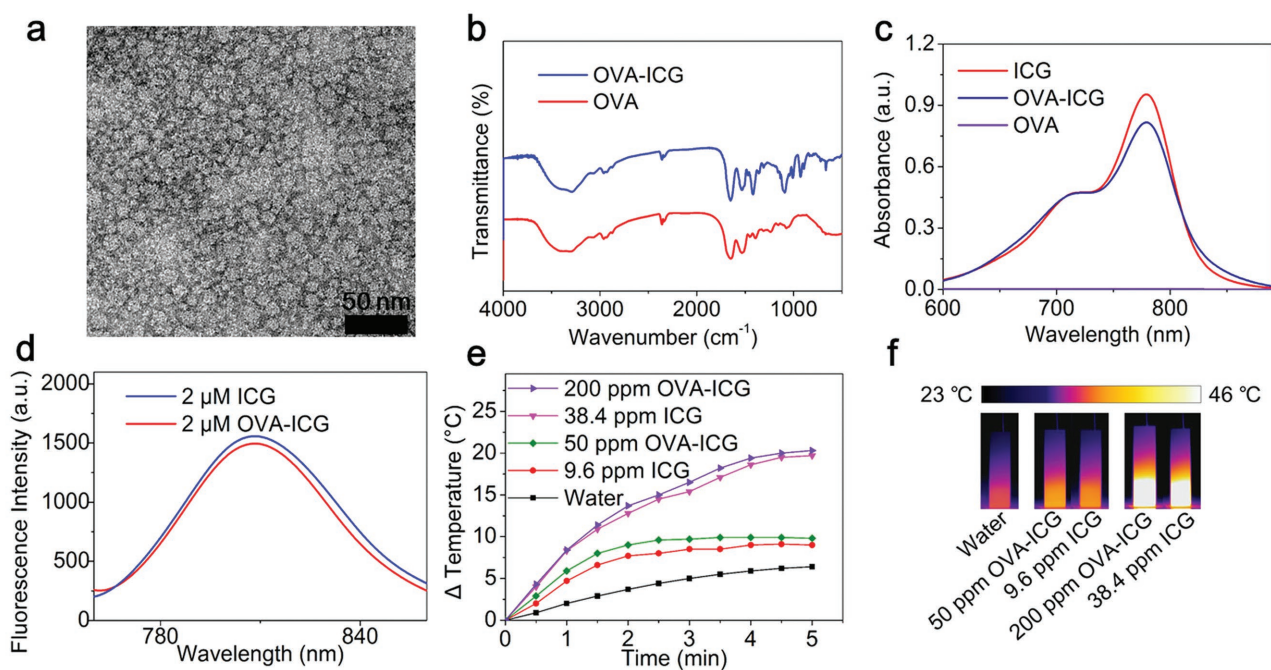 a
50 nm
b
Transmittance (%)
OVA-ICG
OVA
4000
3000
2000
1000
Wavenumber (cm⁻¹)
c
Absorbance (a.u.)
1.2
0.9
0.6
0.3
0.0
ICG
OVA-ICG
OVA
600
700
800
Wavelength (nm)
d
Fluorescence Intensity (a.u.)
2000
1500
1000
500
0
2 µM ICG
2 µM OVA-ICG
780
840
Wavelength (nm)
e
Δ Temperature (°C)
25
20
15
10
5
0
200 ppm OVA-ICG
38.4 ppm ICG
50 ppm OVA-ICG
9.6 ppm ICG
Water
0
1
2
3
4
5
Time (min)
f
23 ℃
46 ℃
Water
50 ppm OVA-ICG
9.6 ppm ICG
200 ppm OVA-ICG
38.4 ppm ICG